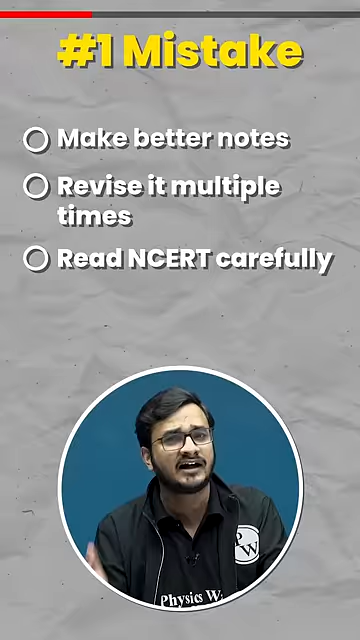 #1 Mistake
Make better notes
Revise it multiple
times
Read NCERT carefully
P
W
Physics W